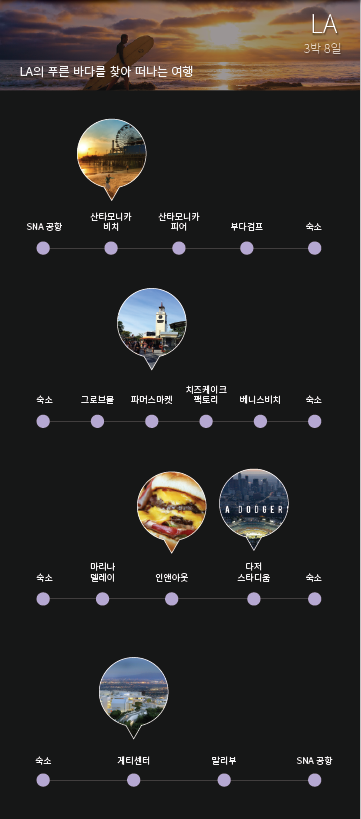 LA
3박 8일
LA의 푸른 바다를 찾아 떠나는 여행
산타모니카 산타모니카
SNA 공항 비치 피어 부다검프 숙소
치즈케이크
숙소 그로브몰 파머스마켓 팩토리 베니스비치 숙소
A DODGER
마리나 다저
숙소 델레이 인앤아웃 스타디움 숙소
숙소 게티센터 말리부 SNA 공항